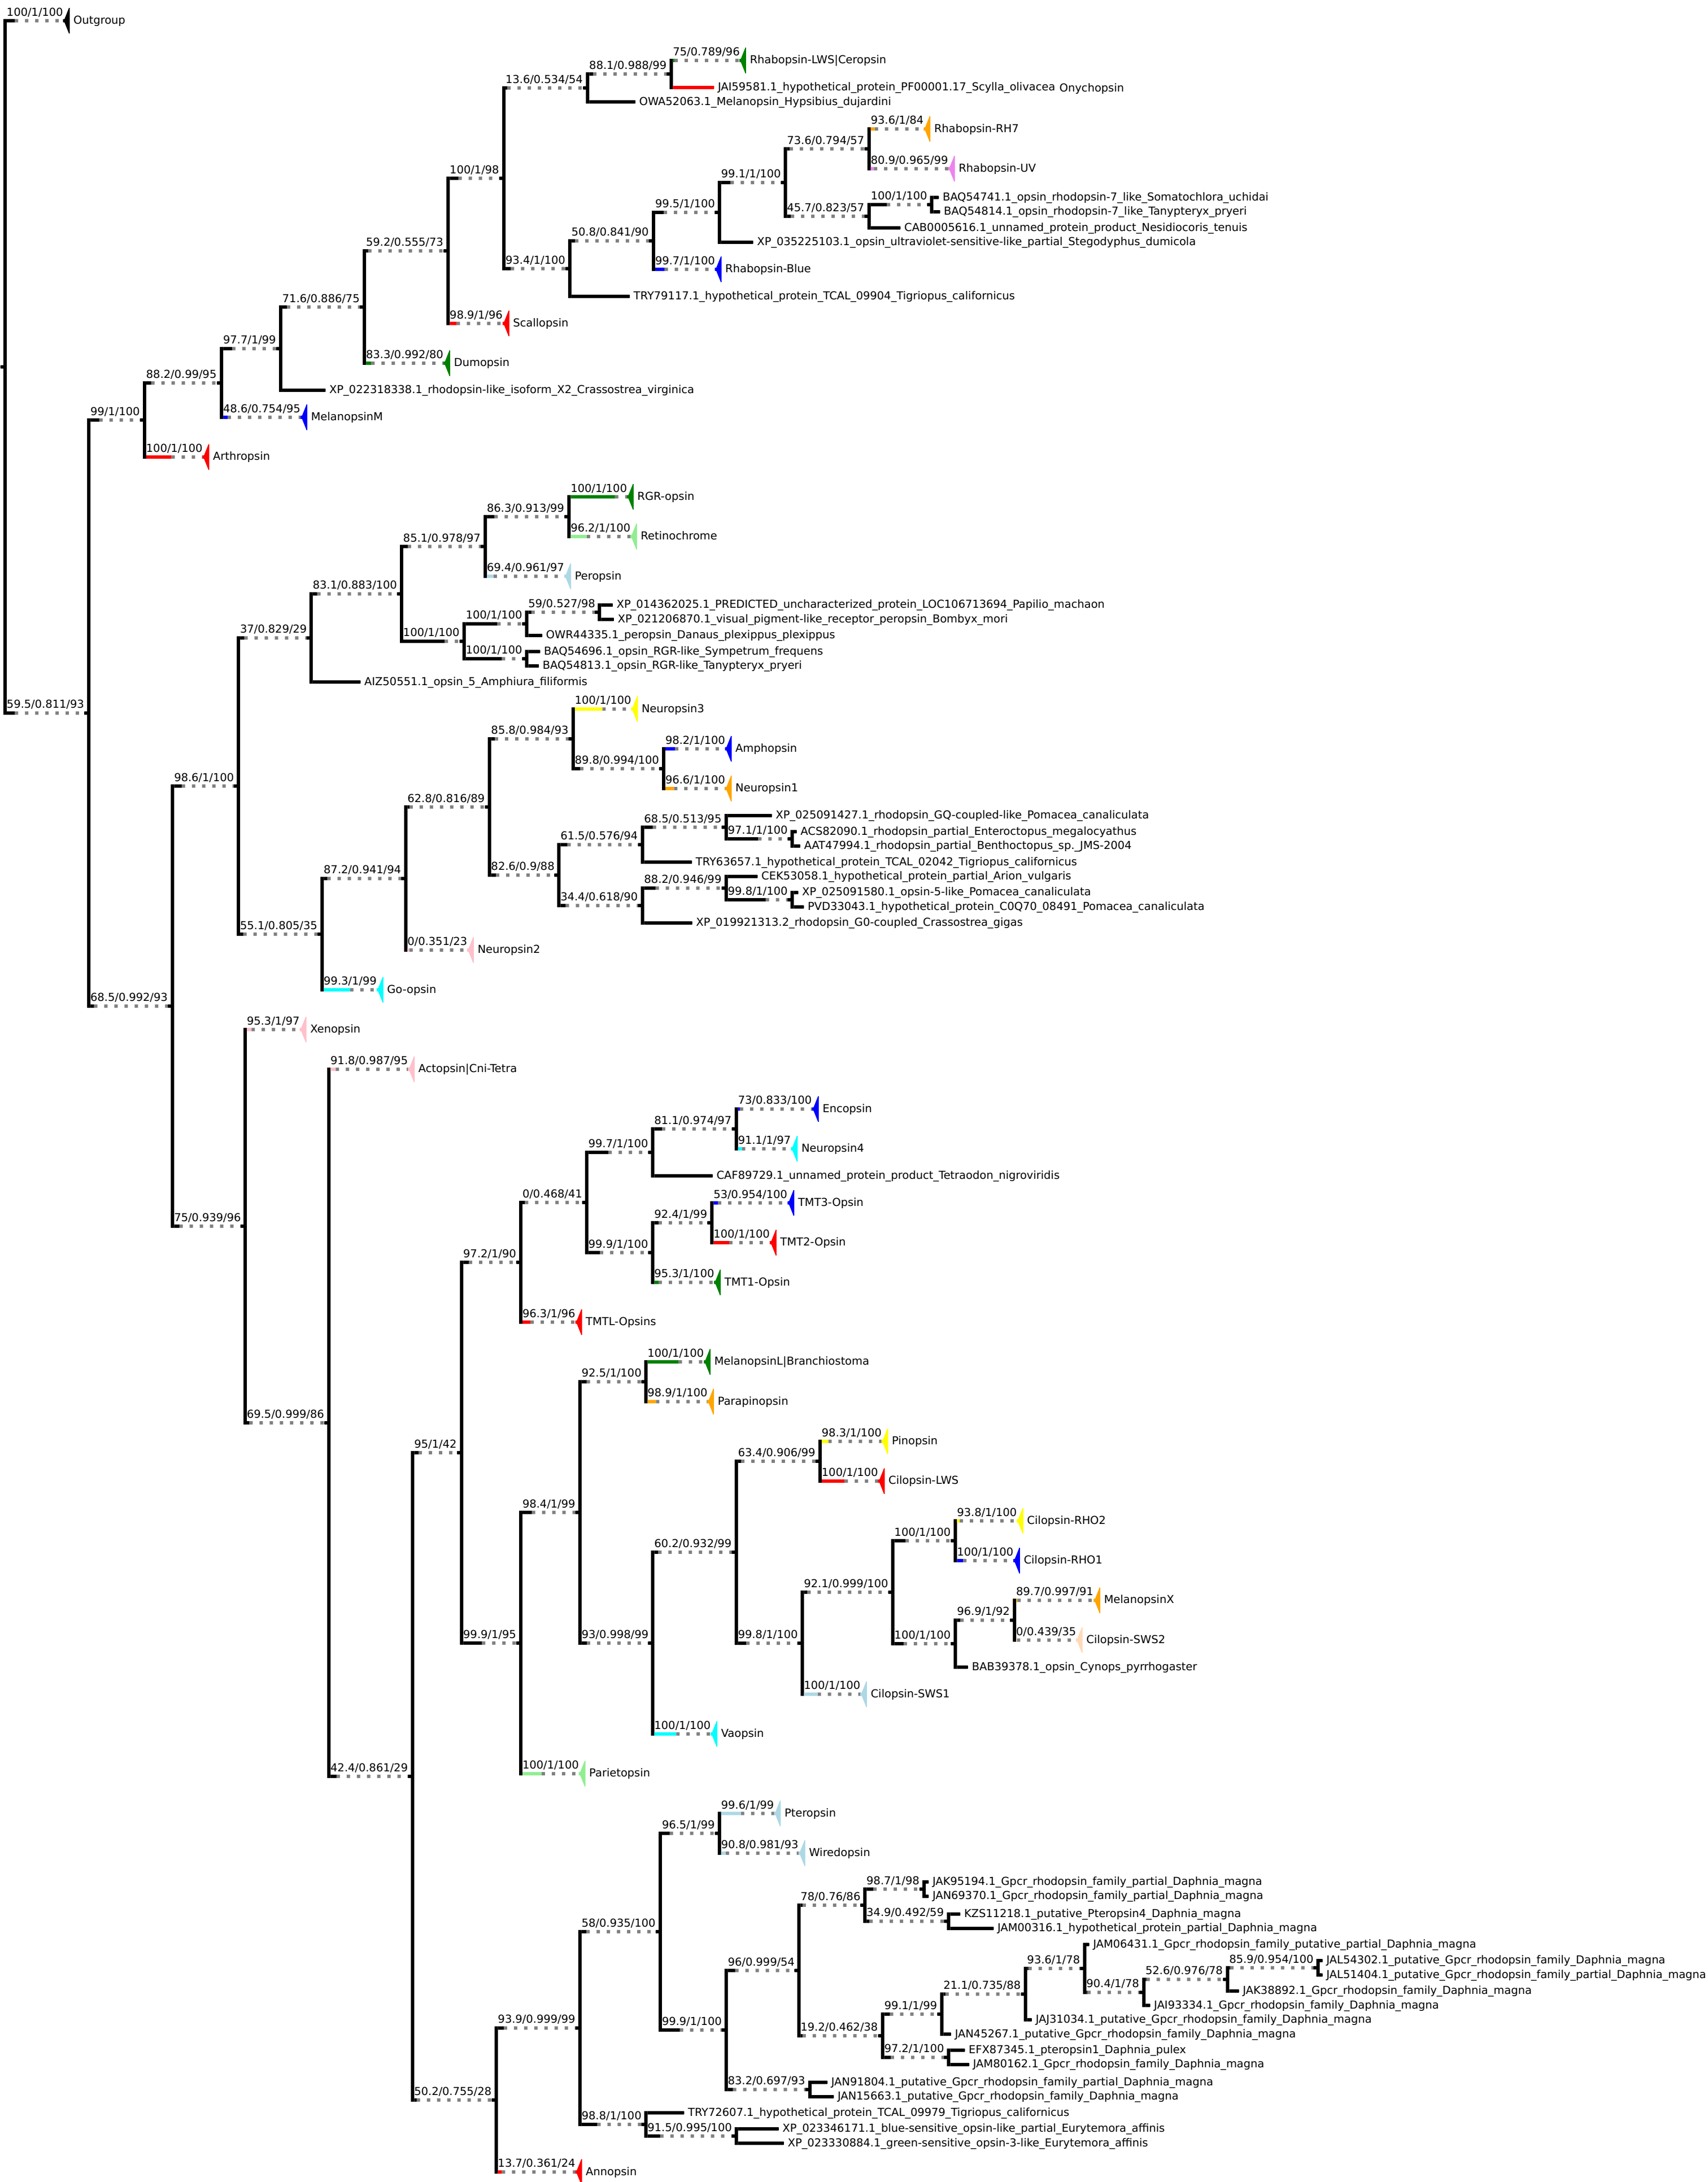 100/1/100 Outgroup
75/0.789/96 Rhabopsin-LWS|Ceropsin
88.1/0.988/99
13.6/0.534/54
JAI59581.1_hypothetical_protein_PF00001.17_Scylla_olivacea Onychopsin
OWA52063.1_Melanopsin_Hypsibius_dujardini
93.6/1/84 Rhabopsin-RH7
73.6/0.794/57
80.9/0.965/99 Rhabopsin-UV
100/1/98
99.1/1/100
100/1/100 BAQ54741.1_opsin_rhodopsin-7_like_Somatochlora_uchidai
45.7/0.823/57 BAQ54814.1_opsin_rhodopsin-7_like_Tanypteryx_pryeri
99.5/1/100
CAB0005616.1_unnamed_protein_product_Nesidiocoris_tenuis
50.8/0.841/90
59.2/0.555/73
XP_035225103.1_opsin_ultraviolet-sensitive-like_partial_Stegodyphus_dumicola
93.4/1/100
99.7/1/100 Rhabopsin-Blue
71.6/0.886/75
TRY79117.1_hypothetical_protein_TCAL_09904_Tigriopus_californicus
98.9/1/96 Scallopsin
97.7/1/99
83.3/0.992/80 Dumopsin
88.2/0.99/95
XP_022318338.1_rhodopsin-like_isoform_X2_Crassostrea_virginica
99/1/100
48.6/0.754/95 MelanopsinM
100/1/100 Arthropsin
100/1/100 RGR-opsin
86.3/0.913/99
96.2/1/100 Retinochrome
85.1/0.978/97
69.4/0.961/97 Peropsin
83.1/0.883/100
59/0.527/98 XP_014362025.1_PREDICTED_uncharacterized_protein_LOC106713694_Papilio_machaon
100/1/100 XP_021206870.1_visual_pigment-like_receptor_peropsin_Bombyx_mori
37/0.829/29
100/1/100 OWR44335.1_peropsin_Danaus_plexippus_plexippus
100/1/100 BAQ54696.1_opsin_RGR-like_Sympetrum_frequens
BAQ54813.1_opsin_RGR-like_Tanypteryx_pryeri
AIZ50551.1_opsin_5_Amphiura_filiformis
59.5/0.811/93
100/1/100 Neuropsin3
85.8/0.984/93
98.2/1/100 Amphopsin
89.8/0.994/100
98.6/1/100
96.6/1/100 Neuropsin1
62.8/0.816/89
68.5/0.513/95 XP_025091427.1_rhodopsin_GQ-coupled-like_Pomacea_canaliculata
61.5/0.576/94 97.1/1/100 ACS82090.1_rhodopsin_partial_Enteroctopus_megalocyathus
AAT47994.1_rhodopsin_partial_Benthoctopus_sp._JMS-2004
82.6/0.9/88 TRY63657.1_hypothetical_protein_TCAL_02042_Tigriopus_californicus
87.2/0.941/94
88.2/0.946/99 CEK53058.1_hypothetical_protein_partial_Arion_vulgaris
34.4/0.618/90 99.8/1/100 XP_025091580.1_opsin-5-like_Pomacea_canaliculata
PVD33043.1_hypothetical_protein_C0Q70_08491_Pomacea_canaliculata
55.1/0.805/35
XP_019921313.2_rhodopsin_G0-coupled_Crassostrea_gigas
0/0.351/23 Neuropsin2
99.3/1/99 Go-opsin
68.5/0.992/93
95.3/1/97 Xenopsin
91.8/0.987/95 Actopsin|Cni-Tetra
73/0.833/100 Encopsin
81.1/0.974/97
91.1/1/97 Neuropsin4
99.7/1/100
CAF89729.1_unnamed_protein_product_Tetraodon_nigroviridis
0/0.468/41
53/0.954/100 TMT3-Opsin
75/0.939/96
92.4/1/99
100/1/100 TMT2-Opsin
99.9/1/100
97.2/1/90
95.3/1/100 TMT1-Opsin
96.3/1/96 TMTL-Opsins
100/1/100 MelanopsinL|Branchiostoma
92.5/1/100
98.9/1/100 Parapinopsin
69.5/0.999/86
98.3/1/100 Pinopsin
95/1/42
63.4/0.906/99
100/1/100 Cilopsin-LWS
98.4/1/99
93.8/1/100 Cilopsin-RHO2
100/1/100
60.2/0.932/99
100/1/100 Cilopsin-RHO1
92.1/0.999/100
89.7/0.997/91 MelanopsinX
96.9/1/92
99.9/1/95 93/0.998/99 99.8/1/100 100/1/100 0/0.439/35 Cilopsin-SWS2
BAB39378.1_opsin_Cynops_pyrrhogaster
100/1/100 Cilopsin-SWS1
100/1/100 Vaopsin
42.4/0.861/29
100/1/100 Parietopsin
99.6/1/99 Pteropsin
96.5/1/99
90.8/0.981/93 Wiredopsin
98.7/1/98 JAK95194.1_Gpcr_rhodopsin_family_partial_Daphnia_magna
78/0.76/86 JAN69370.1_Gpcr_rhodopsin_family_partial_Daphnia_magna
34.9/0.492/59 KZS11218.1_putative_Pteropsin4_Daphnia_magna
58/0.935/100
JAM00316.1_hypothetical_protein_partial_Daphnia_magna
JAM06431.1_Gpcr_rhodopsin_family_putative_partial_Daphnia_magna
96/0.999/54 93.6/1/78 85.9/0.954/100 JAL54302.1_putative_Gpcr_rhodopsin_family_Daphnia_magna
52.6/0.976/78 JAL51404.1_putative_Gpcr_rhodopsin_family_partial_Daphnia_magna
21.1/0.735/88 90.4/1/78 JAK38892.1_Gpcr_rhodopsin_family_Daphnia_magna
JAI93334.1_Gpcr_rhodopsin_family_Daphnia_magna
99.1/1/99 JAJ31034.1_putative_Gpcr_rhodopsin_family_Daphnia_magna
93.9/0.999/99 99.9/1/100 19.2/0.462/38 JAN45267.1_putative_Gpcr_rhodopsin_family_Daphnia_magna
97.2/1/100 EFX87345.1_pteropsin1_Daphnia_pulex
JAM80162.1_Gpcr_rhodopsin_family_Daphnia_magna
83.2/0.697/93 JAN91804.1_putative_Gpcr_rhodopsin_family_partial_Daphnia_magna
50.2/0.755/28
JAN15663.1_putative_Gpcr_rhodopsin_family_Daphnia_magna
98.8/1/100 TRY72607.1_hypothetical_protein_TCAL_09979_Tigriopus_californicus
91.5/0.995/100 XP_023346171.1_blue-sensitive_opsin-like_partial_Eurytemora_affinis
XP_023330884.1_green-sensitive_opsin-3-like_Eurytemora_affinis
13.7/0.361/24 Annopsin